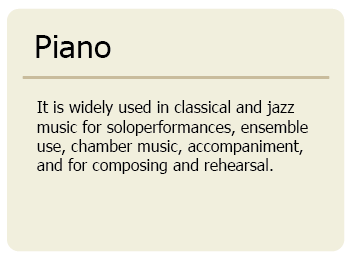 Piano
It is widely used in classical and jazz
music for soloperformances, ensemble
use, chamber music, accompaniment,
and for composing and rehearsal.